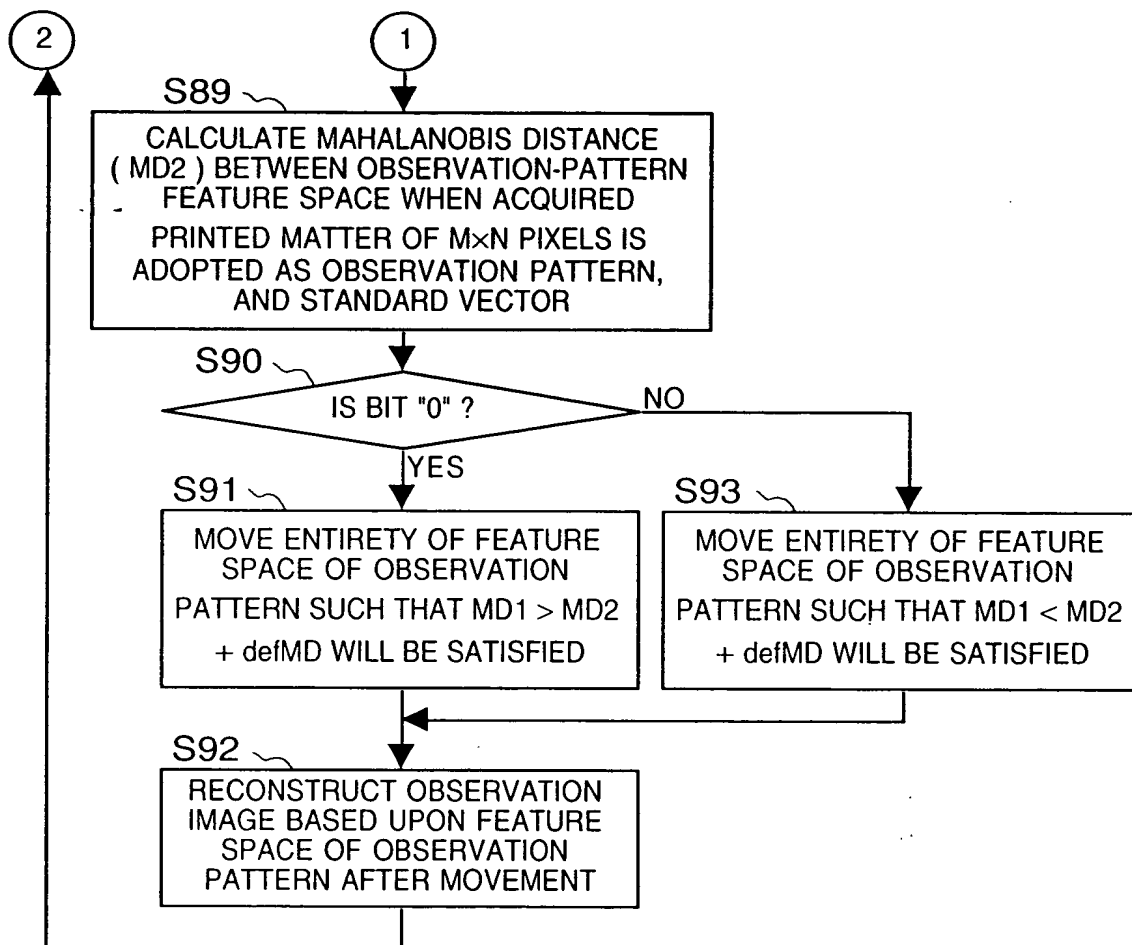 2
1
S89
CALCULATE MAHALANOBIS DISTANCE
( MD2 ) BETWEEN OBSERVATION-PATTERN
FEATURE SPACE WHEN ACQUIRED
PRINTED MATTER OF M×N PIXELS IS
ADOPTED AS OBSERVATION PATTERN,
AND STANDARD VECTOR
S90
IS BIT "0" ?
NO
YES
S91
MOVE ENTIRETY OF FEATURE
SPACE OF OBSERVATION
PATTERN SUCH THAT MD1 > MD2
+ defMD WILL BE SATISFIED
S93
MOVE ENTIRETY OF FEATURE
SPACE OF OBSERVATION
PATTERN SUCH THAT MD1 < MD2
+ defMD WILL BE SATISFIED
S92
RECONSTRUCT OBSERVATION
IMAGE BASED UPON FEATURE
SPACE OF OBSERVATION
PATTERN AFTER MOVEMENT